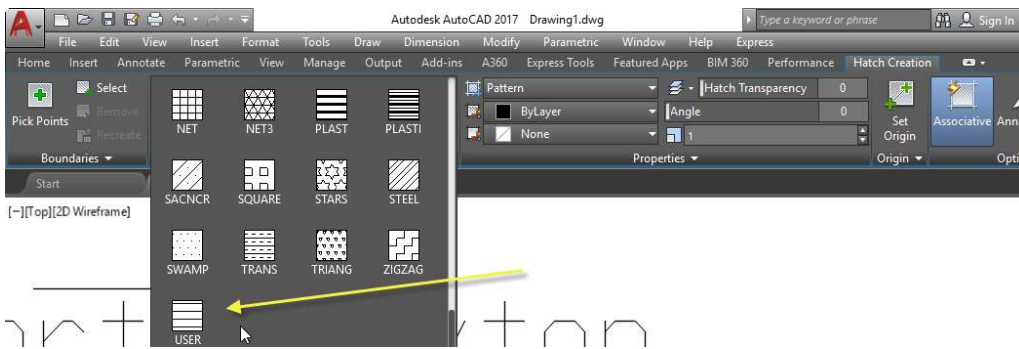 Autodesk AutoCAD 2017 Drawing1.dwg Type a keyword or phrase Sign In
File Edit View Insert Format Tools Draw Dimension Modify Parametric Window Help Express
Home Insert Annotate Parametric View Manage Output Add-ins A360 Express Tools Featured Apps BIM 360 Performance Hatch Creation
Pick Points
Select
Remove
Recreate
Boundaries
NET NET3 PLAST PLASTI
SACNCR SQUARE STARS STEEL
SWAMP TRANS TRIANG ZIGZAG
USER
Pattern Hatch Transparency 0
ByLayer Angle 0
None 1
Properties
Set
Origin
Origin
Associative
Start
[−][Top][2D Wireframe]